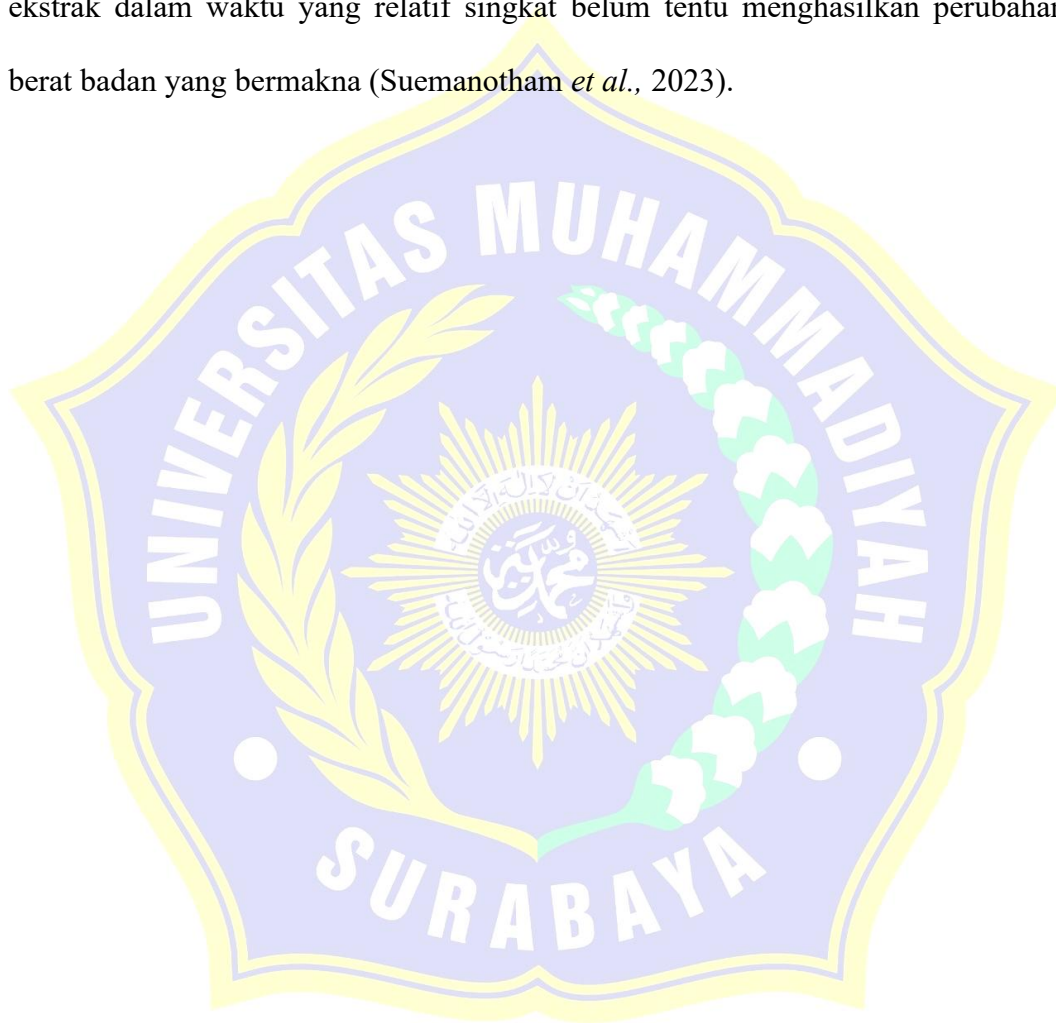 ekstrak dalam waktu yang relatif singkat belum tentu menghasilkan perubahan
berat badan yang bermakna (Suemanotham et al., 2023).
UNIVERSITAS MUHAMMADIYAH
SURABAYA